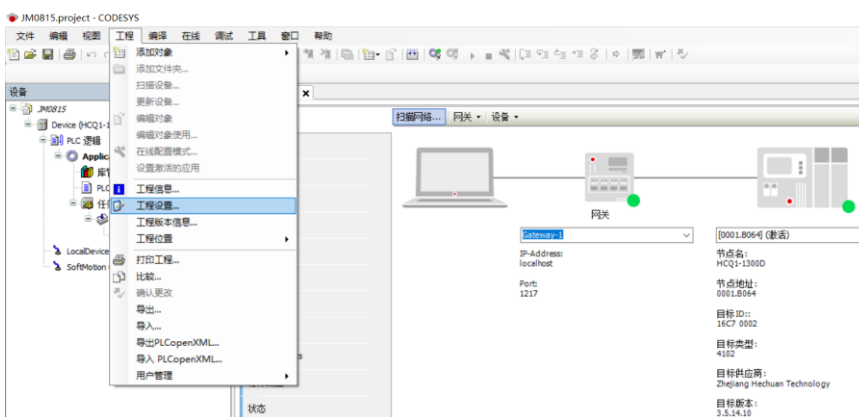 JM0815.project - CODESYS
文件 编辑 视图 工程 编译 在线 调试 工具 窗口 帮助
设备
JM0815
Device (HCQ1-1
PLC 逻辑
Applic
库管
PLC
任务
LocalDevice
SoftMotion
添加对象
添加文件夹...
扫描设备...
更新设备...
编辑对象
编辑对象使用...
在线配置模式...
设置激活的应用
工程信息...
工程设置...
工程版本信息...
工程位置
打印工程...
比较...
确认更改
导出...
导入...
导出PLCopenXML...
导入 PLCopenXML...
用户管理
状态
扫描网络... 网关 设备
网关
Gateway-1
IP-Address:
localhost
Port:
1217
[0001.B064] (激活)
节点名:
HCQ1-1300D
节点地址:
0001.B064
目标ID::
16C7 0002
目标类型:
4102
目标供应商:
Zhejiang Hechuan Technology
目标版本:
3.5.14.10